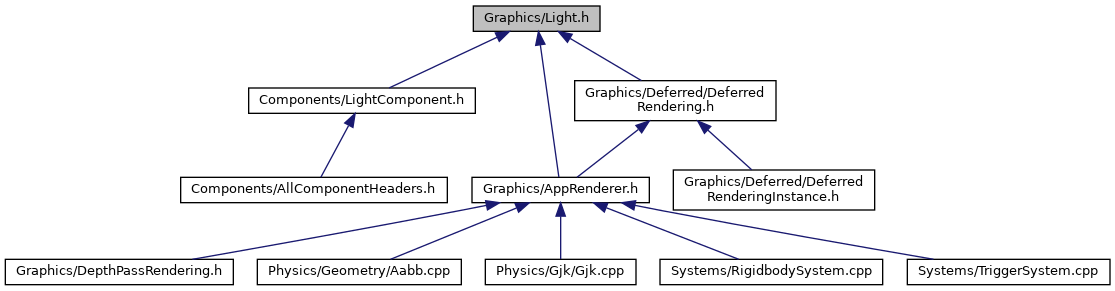 Graphics/Light.h
Graphics/Deferred/Deferred
Rendering.h
Components/LightComponent.h
Graphics/Deferred/Deferred
RenderingInstance.h
Components/AllComponentHeaders.h
Graphics/AppRenderer.h
Graphics/DepthPassRendering.h
Physics/Geometry/Aabb.cpp
Physics/Gjk/Gjk.cpp
Systems/RigidbodySystem.cpp
Systems/TriggerSystem.cpp